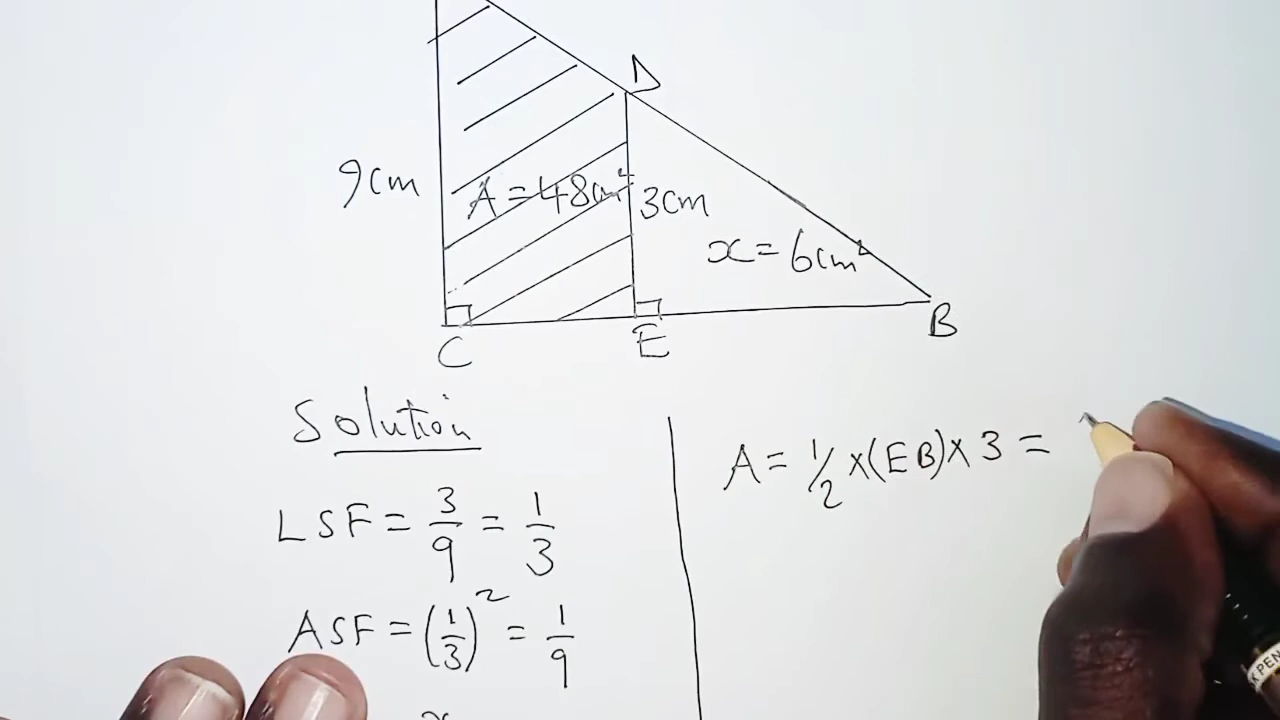 D
9cm
A=48cm²
3cm
x=6cm²
C
E
B
Solution
LSF = 3/9 = 1/3
ASF = (1/3)² = 1/9
x
A = 1/2 x(EB)x 3 =
PEN